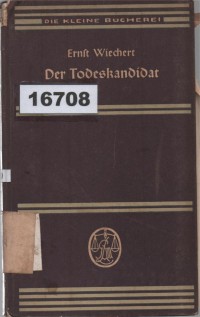 DIE KLEINE BÜCHEREI
Ernst Wiechert
Der Todeskandidat
16708